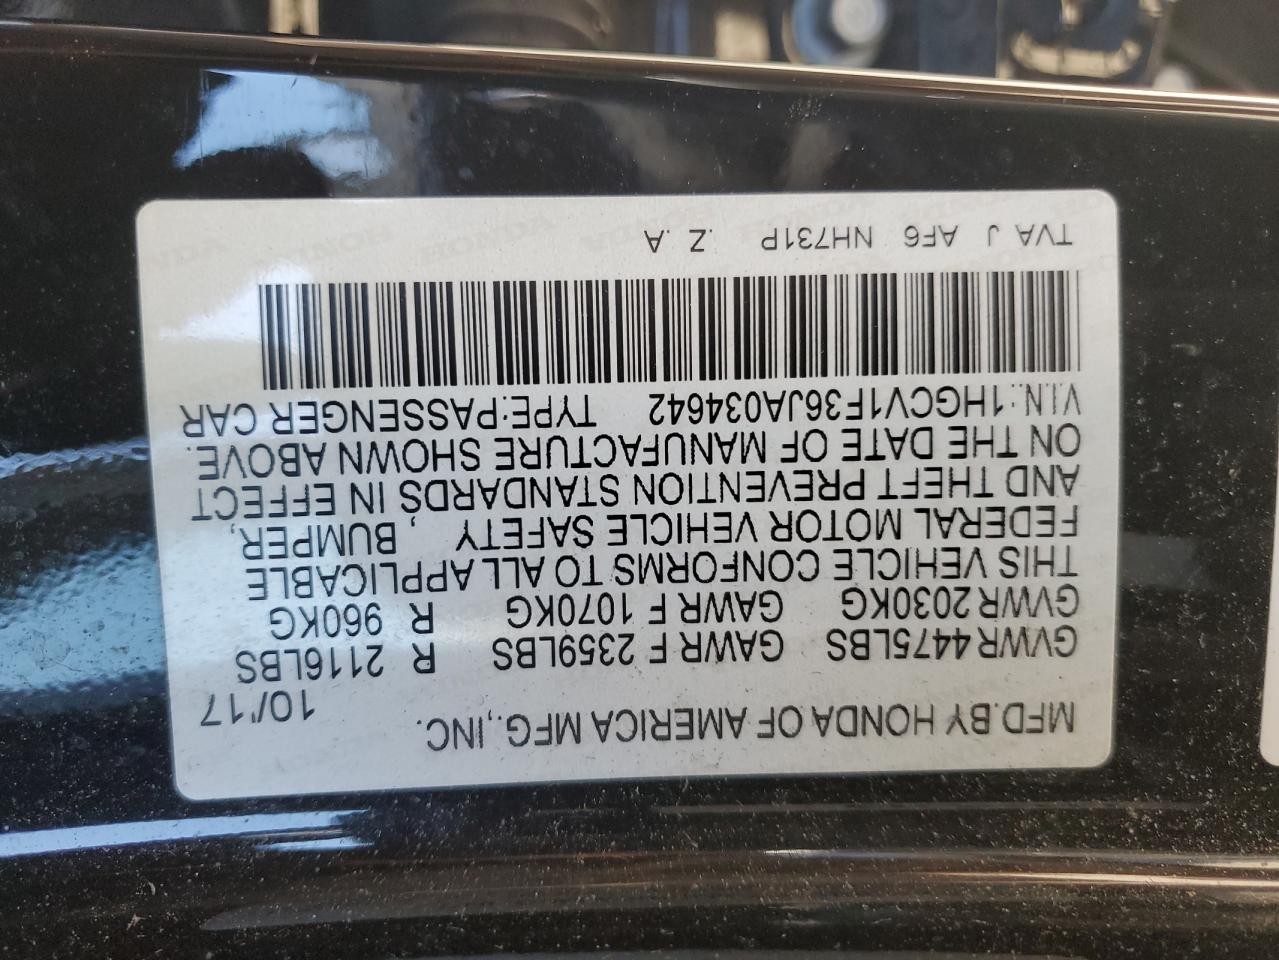 MFD.BY HONDA OF AMERICA MFG.,INC. 10/'17
GVWR 4475LBS GAWR F 2359LBS R 2116LBS
GVWR 2030KG GAWR F 1070KG R 960KG
THIS VEHICLE CONFORMS TO ALL APPLICABLE
FEDERAL MOTOR VEHICLE SAFETY , BUMPER,
AND THEFT PREVENTION STANDARDS IN EFFECT
ON THE DATE OF MANUFACTURE SHOWN ABOVE.
V.I.N.:1HGCV1F36JA034642 TYPE:PASSENGER CAR
TVA J AF6 NH731P .Z .A